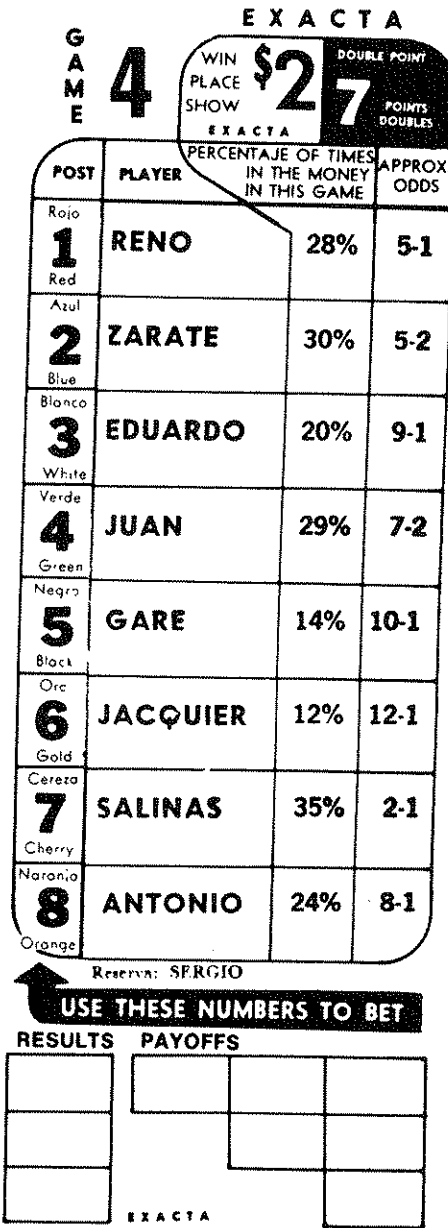 EXACTA
GAME 4
WIN PLACE SHOW $2
EXACTA
DOUBLE POINT
7 POINTS DOUBLES
POST PLAYER PERCENTAJE OF TIMES IN THE MONEY IN THIS GAME APPROX ODDS
Rojo
1 RENO 28% 5-1
Red
Azul
2 ZARATE 30% 5-2
Blue
Blanco
3 EDUARDO 20% 9-1
White
Verde
4 JUAN 29% 7-2
Green
Negro
5 GARE 14% 10-1
Black
Oro
6 JACQUIER 12% 12-1
Gold
Cereza
7 SALINAS 35% 2-1
Cherry
Naranja
8 ANTONIO 24% 8-1
Orange
Reserva: SERGIO
USE THESE NUMBERS TO BET
RESULTS PAYOFFS
EXACTA